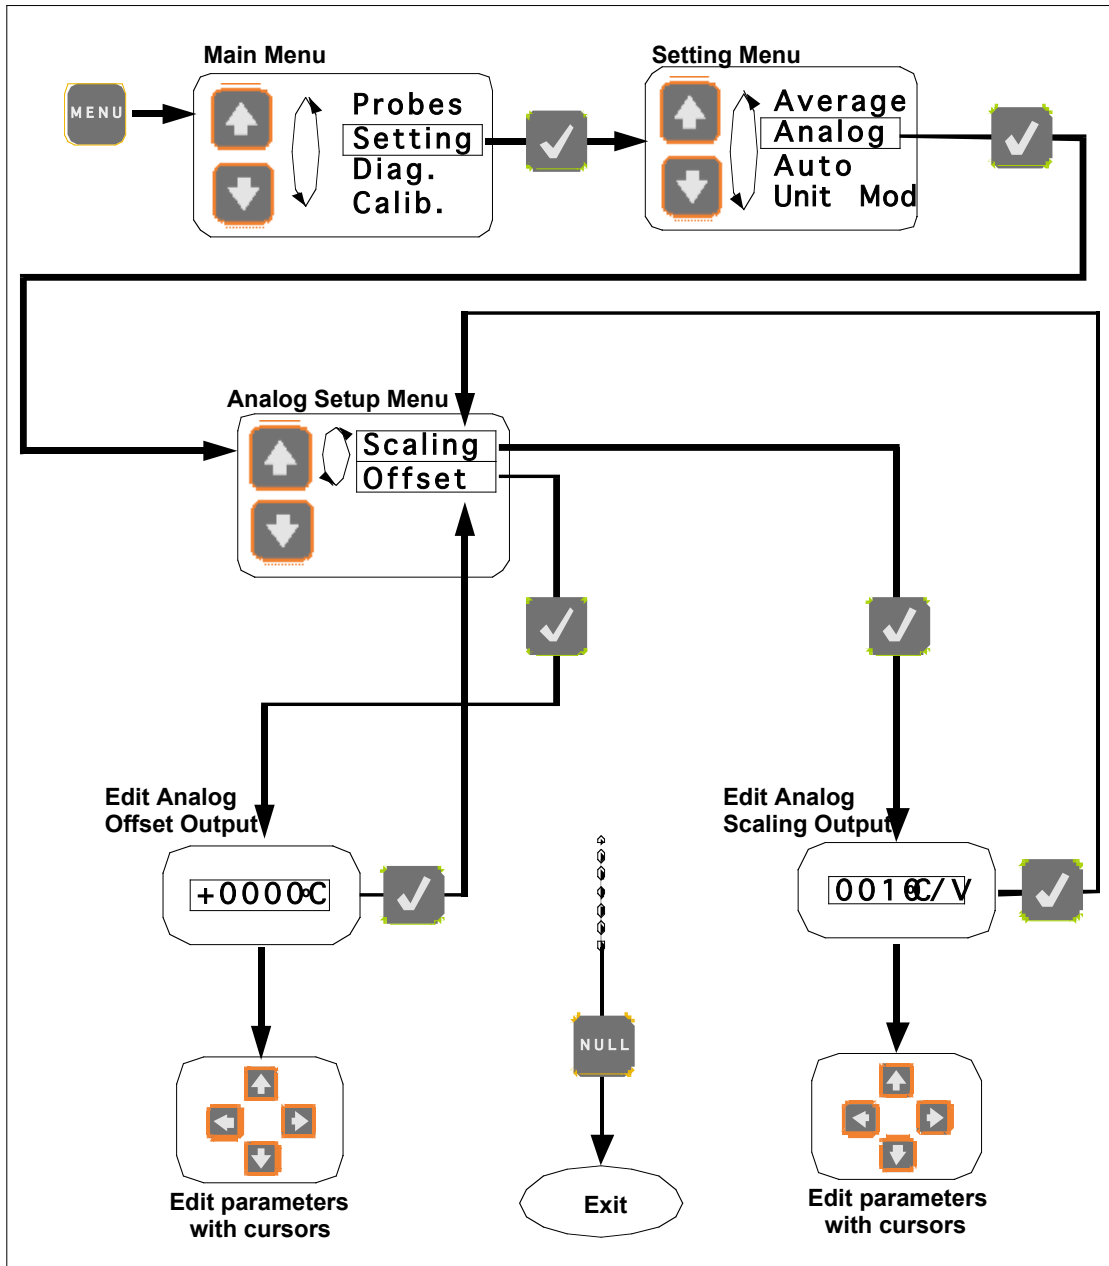 Main Menu
Setting Menu
MENU
Probes
Setting
Diag.
Calib.
Average
Analog
Auto
Unit Mod
Analog Setup Menu
Scaling
Offset
Edit Analog
Offset Output
+0000°C
Edit Analog
Scaling Output
NULL
Edit parameters
with cursors
Exit
Edit parameters
with cursors